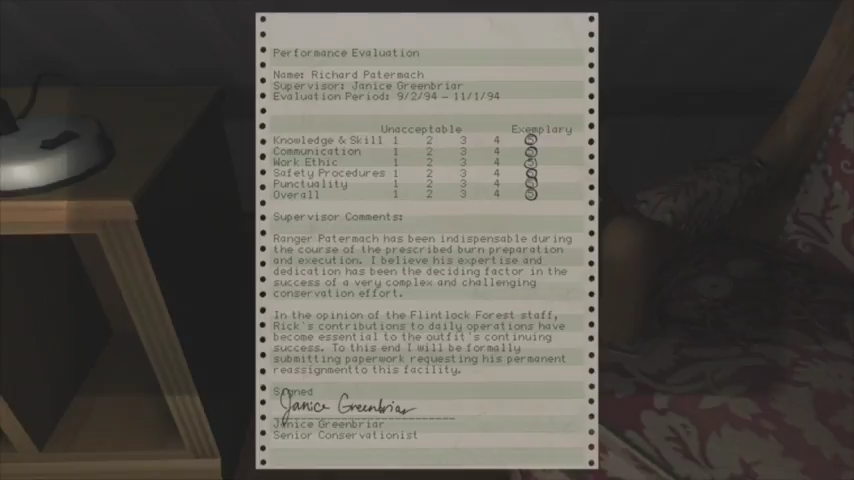 Performance Evaluation
Name: Richard Patermach
Supervisor: Janice Greenbriar
Evaluation Period: 9/2/94 - 11/1/94
Unacceptable Exemplary
Knowledge & Skill 1 2 3 4 5
Communication 1 2 3 4 5
Work Ethic 1 2 3 4 5
Safety Procedures 1 2 3 4 5
Punctuality 1 2 3 4 5
Overall 1 2 3 4 5
Supervisor Comments:
Ranger Patermach has been indispensable during
the course of the prescribed burn preparation
and execution. I believe his expertise and
dedication has been the deciding factor in the
success of a very complex and challenging
conservation effort.
In the opinion of the Flintlock Forest staff,
Rick's contributions to daily operations have
become essential to the outfit's continuing
success. To this end I will be formally
submitting paperwork requesting his permanent
reassignmentto this facility.
Signed
Janice Greenbriar
Janice Greenbriar
Senior Conservationist